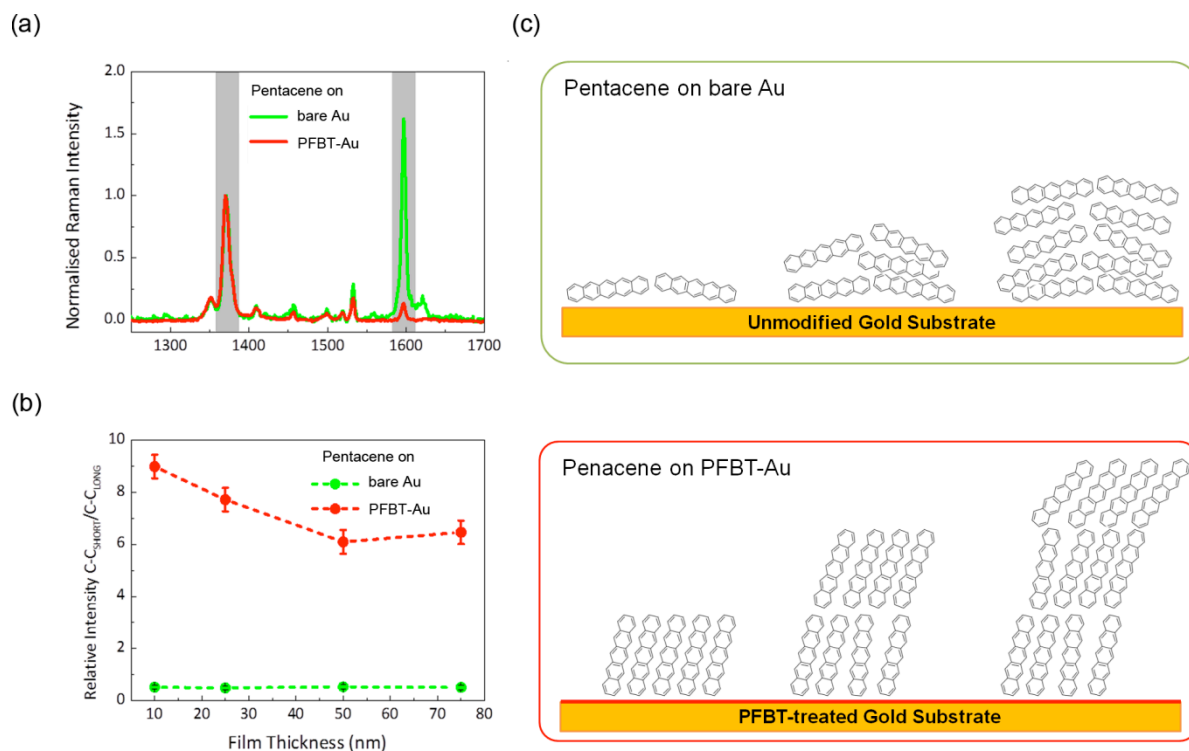 (a)
2.0
1.5
1.0
0.5
0.0
Normalised Raman Intensity
Pentacene on
bare Au
PFBT-Au
1300 1400 1500 1600 1700
(b)
10
8
6
4
2
0
Relative Intensity C-C_SHORT/C-C_LONG
Pentacene on
bare Au
PFBT-Au
10 20 30 40 50 60 70 80
Film Thickness (nm)
(c)
Pentacene on bare Au
Unmodified Gold Substrate
Penacene on PFBT-Au
PFBT-treated Gold Substrate